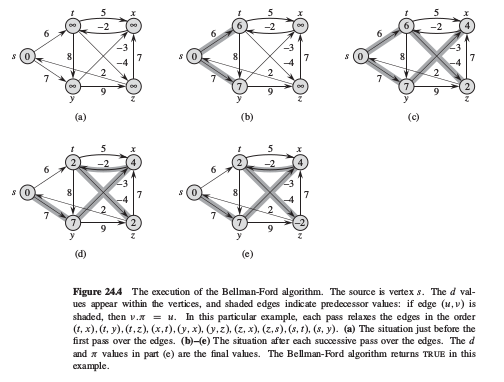 t 5 x
∞ ∞
6 −2
s 0 8 −3 7
−4
7 2
∞ ∞
y 9 z
(a)
t 5 x
6 ∞
6 −2
s 0 8 −3 7
−4
7 2
7 ∞
y 9 z
(b)
t 5 x
6 4
6 −2
s 0 8 −3 7
−4
7 2
7 2
y 9 z
(c)
t 5 x
2 4
6 −2
s 0 8 −3 7
−4
7 2
7 2
y 9 z
(d)
t 5 x
2 4
6 −2
s 0 8 −3 7
−4
7 2
7 −2
y 9 z
(e)
Figure 24.4 The execution of the Bellman-Ford algorithm. The source is vertex s. The d val-
ues appear within the vertices, and shaded edges indicate predecessor values: if edge (u, v) is
shaded, then v.π = u. In this particular example, each pass relaxes the edges in the order
(t, x), (t, y), (t, z), (x, t), (y, x), (y, z), (z, x), (z, s), (s, t), (s, y). (a) The situation just before the
first pass over the edges. (b)–(e) The situation after each successive pass over the edges. The d
and π values in part (e) are the final values. The Bellman-Ford algorithm returns TRUE in this
example.